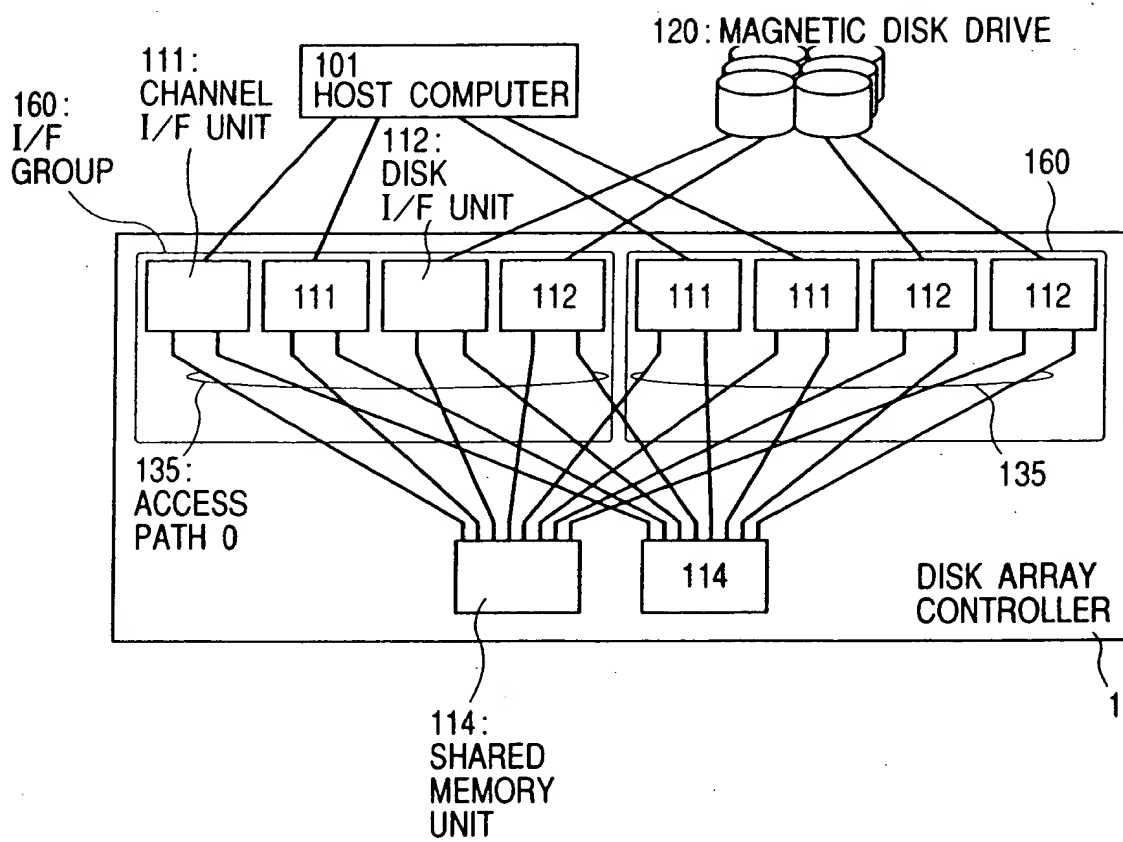 120: MAGNETIC DISK DRIVE
111:
CHANNEL
I/F UNIT
101
HOST COMPUTER
160:
I/F
GROUP
112:
DISK
I/F UNIT
160
111
112
111
111
112
112
135:
ACCESS
PATH 0
135
114
DISK ARRAY
CONTROLLER
1
114:
SHARED
MEMORY
UNIT